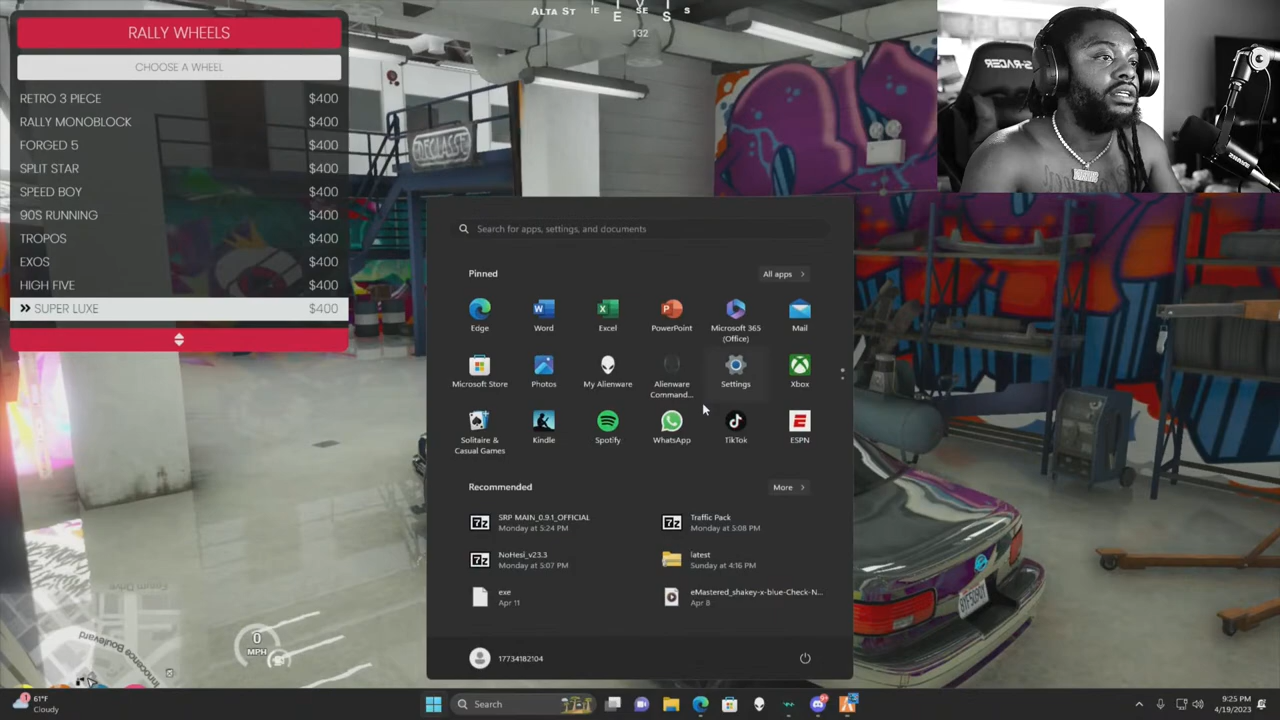 RALLY WHEELS
CHOOSE A WHEEL
RETRO 3 PIECE $400
RALLY MONOBLOCK $400
FORGED 5 $400
SPLIT STAR $400
SPEED BOY $400
90S RUNNING $400
TROPOS $400
EXOS $400
HIGH FIVE $400
SUPER LUXE $400
ALTA ST
132
S-RACER
DECLASSE
Search for apps, settings, and documents
Pinned
All apps
Edge
Word
Excel
PowerPoint
Microsoft 365
(Office)
Mail
Microsoft Store
Photos
My Alienware
Alienware
Command...
Settings
Xbox
Solitaire &
Casual Games
Kindle
Spotify
WhatsApp
TikTok
ESPN
Recommended
More
SRP MAIN_0.9.1_OFFICIAL
Monday at 5:24 PM
Traffic Pack
Monday at 5:08 PM
NoHesi_v23.3
Monday at 5:07 PM
latest
Sunday at 4:16 PM
exe
Apr 11
eMastered_shakey-x-blue-Check-N...
Apr 8
17734182104
0
MPH
Innocence Boulevard
61°F
Cloudy
Search
9:25 PM
4/19/2023